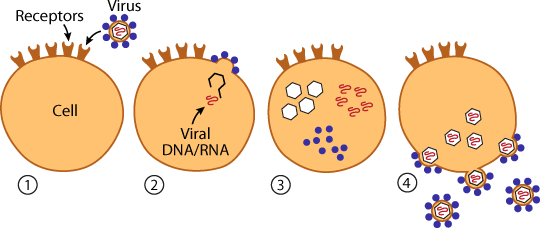 Virus
Receptors
Cell
Viral
DNA/RNA
1
2
3
4